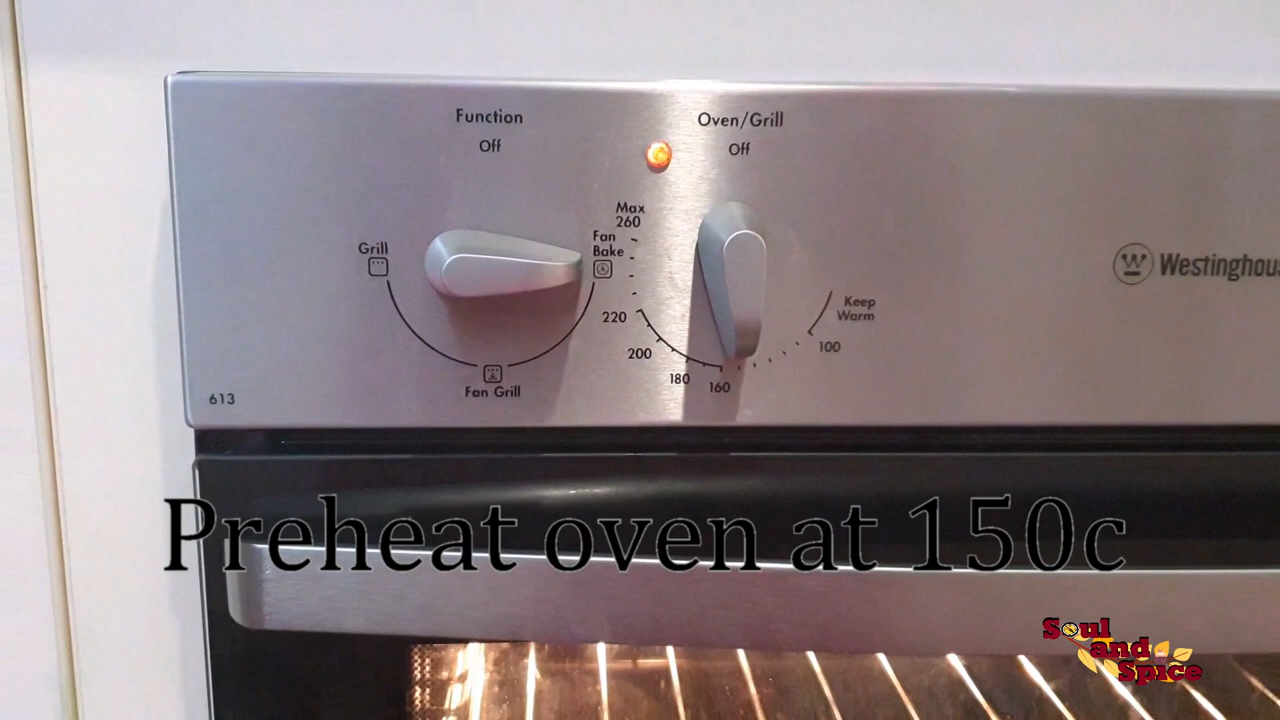 Function
Off
Oven/Grill
Off
Max
260
Fan
Bake
Grill
220
200
180
160
100
Keep
Warm
Fan Grill
613
Westinghous
Preheat oven at 150c
Soul
and
Spice